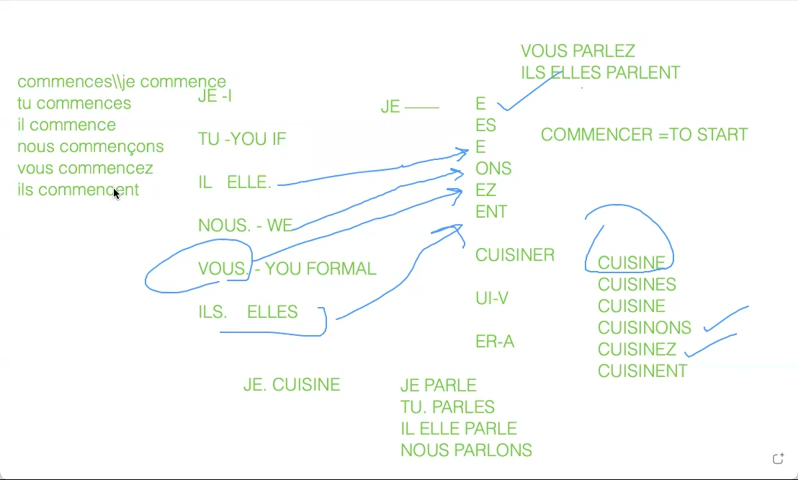 commences\\je commence
tu commences
il commence
nous commençons
vous commencez
ils commencent
JE -I
TU -YOU IF
IL ELLE.
NOUS. - WE
VOUS. - YOU FORMAL
ILS. ELLES
JE. CUISINE
JE ——
E
ES
E
ONS
EZ
ENT
CUISINER
UI-V
ER-A
JE PARLE
TU. PARLES
IL ELLE PARLE
NOUS PARLONS
VOUS PARLEZ
ILS ELLES PARLENT
COMMENCER =TO START
CUISINE
CUISINES
CUISINE
CUISINONS
CUISINEZ
CUISINENT